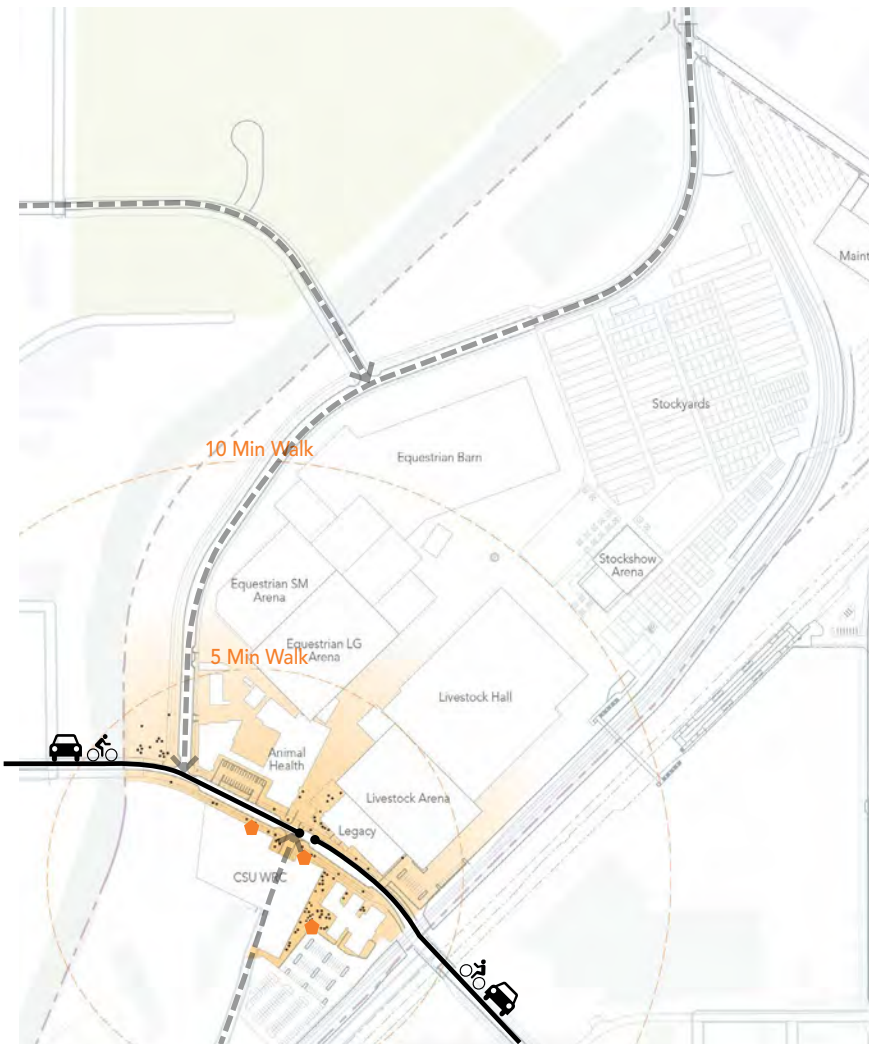 Maint
Stockyards
10 Min Walk
Equestrian Barn
Stockshow
Arena
Equestrian SM
Arena
Equestrian LG
Arena
5 Min Walk
Livestock Hall
Animal
Health
Livestock Arena
Legacy
CSU WRC